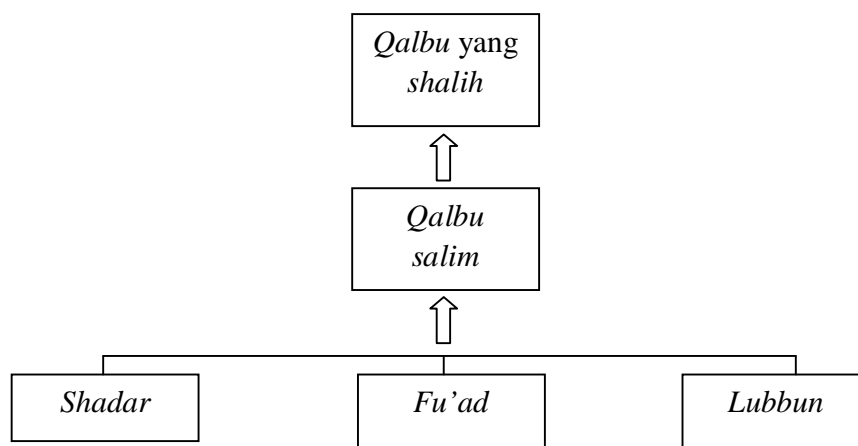 Qalbu yang
shalih
Qalbu
salim
Shadar
Fu’ad
Lubbun